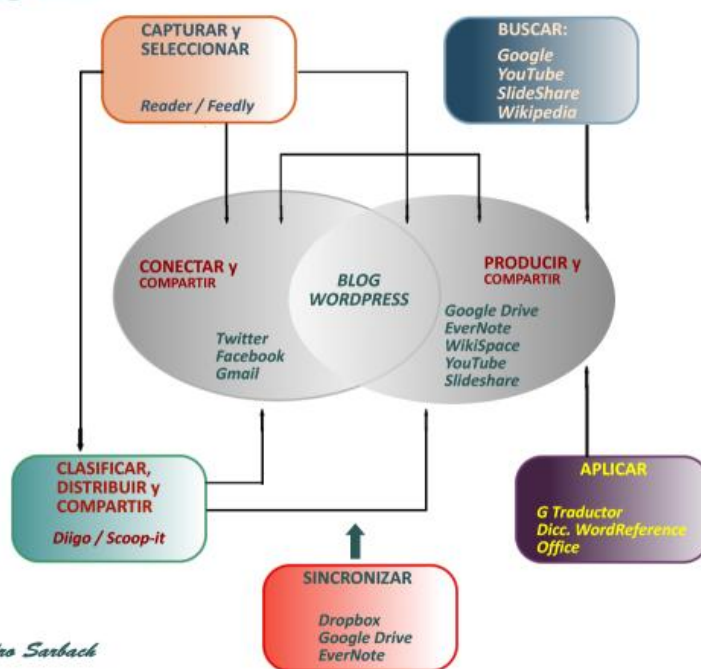 CAPTURAR y
SELECCIONAR
Reader / Feedly
BUSCAR:
Google
YouTube
SlideShare
Wikipedia
CONECTAR y
COMPARTIR
Twitter
Facebook
Gmail
BLOG
WORDPRESS
PRODUCIR y
COMPARTIR
Google Drive
EverNote
WikiSpace
YouTube
Slideshare
CLASIFICAR,
DISTRIBUIR y
COMPARTIR
Diigo / Scoop-it
APLICAR
G Traductor
Dicc. WordReference
Office
SINCRONIZAR
Dropbox
Google Drive
EverNote
Sarbach